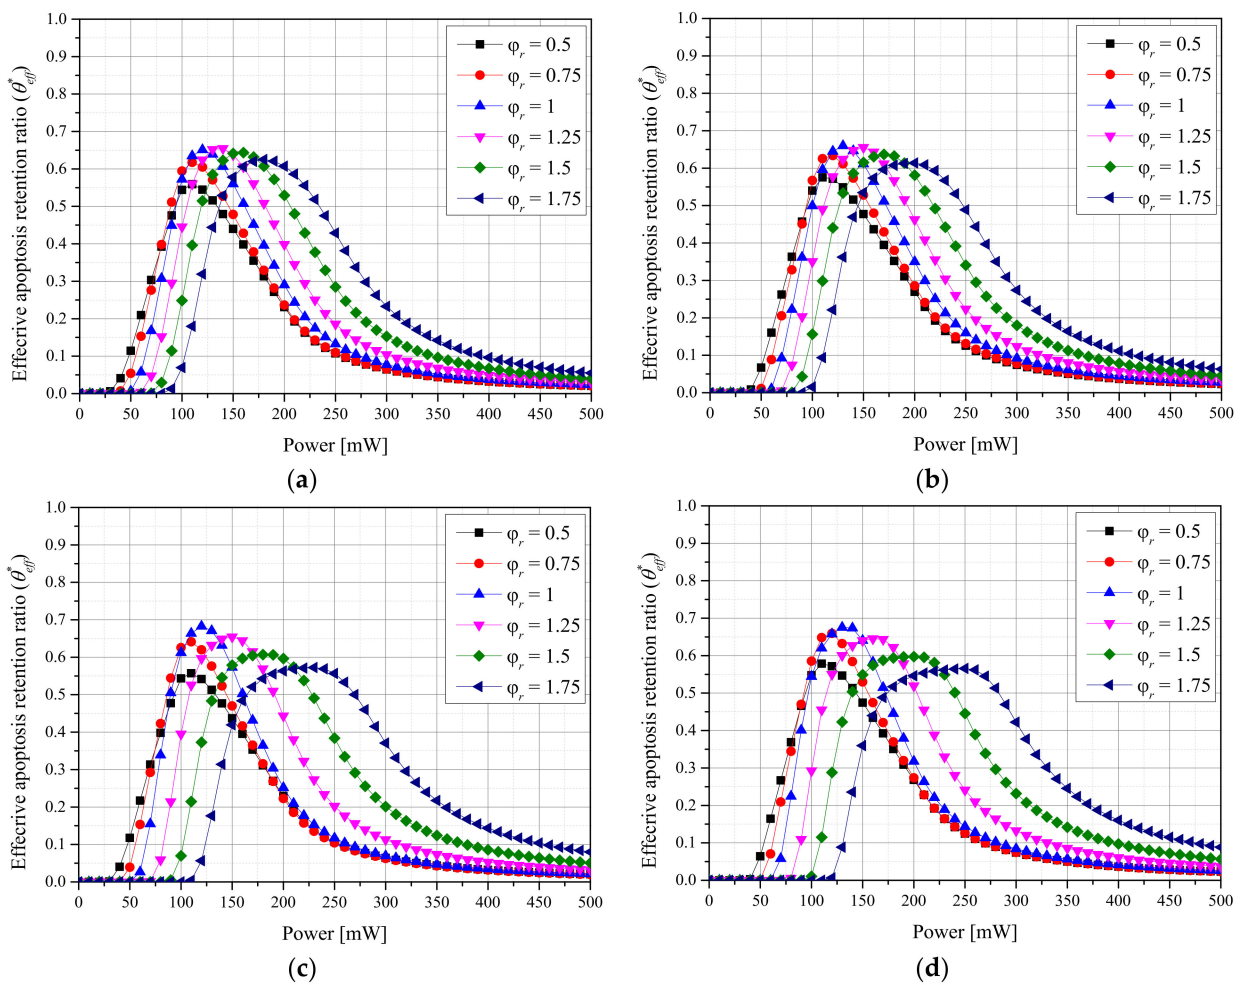 Effecrive apoptosis retention ratio (θ*eff)
1.0
0.9
0.8
0.7
0.6
0.5
0.4
0.3
0.2
0.1
0.0
φr = 0.5
φr = 0.75
φr = 1
φr = 1.25
φr = 1.5
φr = 1.75
0 50 100 150 200 250 300 350 400 450 500
Power [mW]
(a)
Effecrive apoptosis retention ratio (θ*eff)
1.0
0.9
0.8
0.7
0.6
0.5
0.4
0.3
0.2
0.1
0.0
φr = 0.5
φr = 0.75
φr = 1
φr = 1.25
φr = 1.5
φr = 1.75
0 50 100 150 200 250 300 350 400 450 500
Power [mW]
(b)
Effecrive apoptosis retention ratio (θ*eff)
1.0
0.9
0.8
0.7
0.6
0.5
0.4
0.3
0.2
0.1
0.0
φr = 0.5
φr = 0.75
φr = 1
φr = 1.25
φr = 1.5
φr = 1.75
0 50 100 150 200 250 300 350 400 450 500
Power [mW]
(c)
Effecrive apoptosis retention ratio (θ*eff)
1.0
0.9
0.8
0.7
0.6
0.5
0.4
0.3
0.2
0.1
0.0
φr = 0.5
φr = 0.75
φr = 1
φr = 1.25
φr = 1.5
φr = 1.75
0 50 100 150 200 250 300 350 400 450 500
Power [mW]
(d)